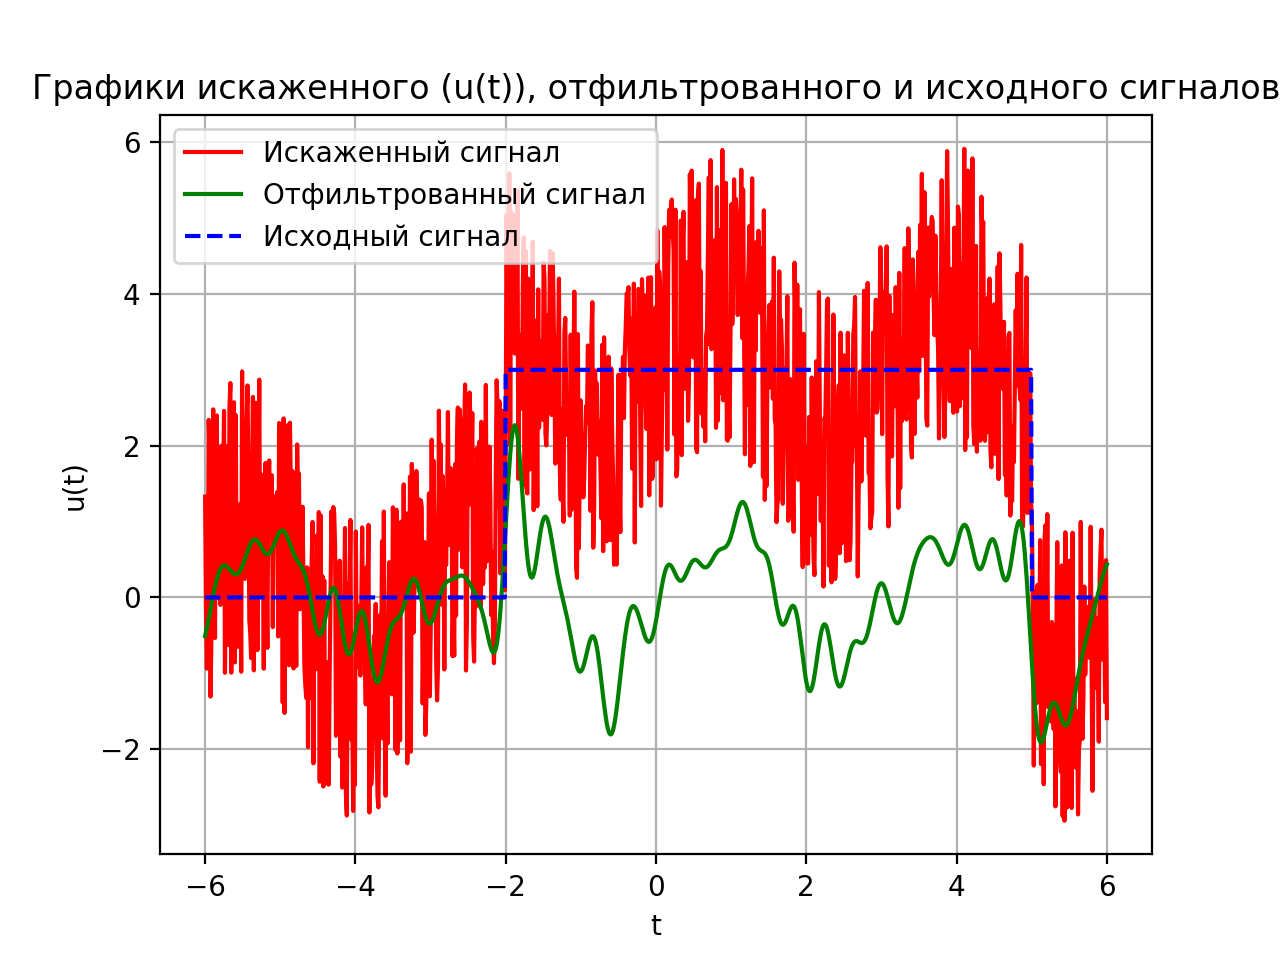 Графики искаженного (u(t)), отфильтрованного и исходного сигналов
Искаженный сигнал
Отфильтрованный сигнал
Исходный сигнал
6
4
2
0
−2
u(t)
−6 −4 −2 0 2 4 6
t